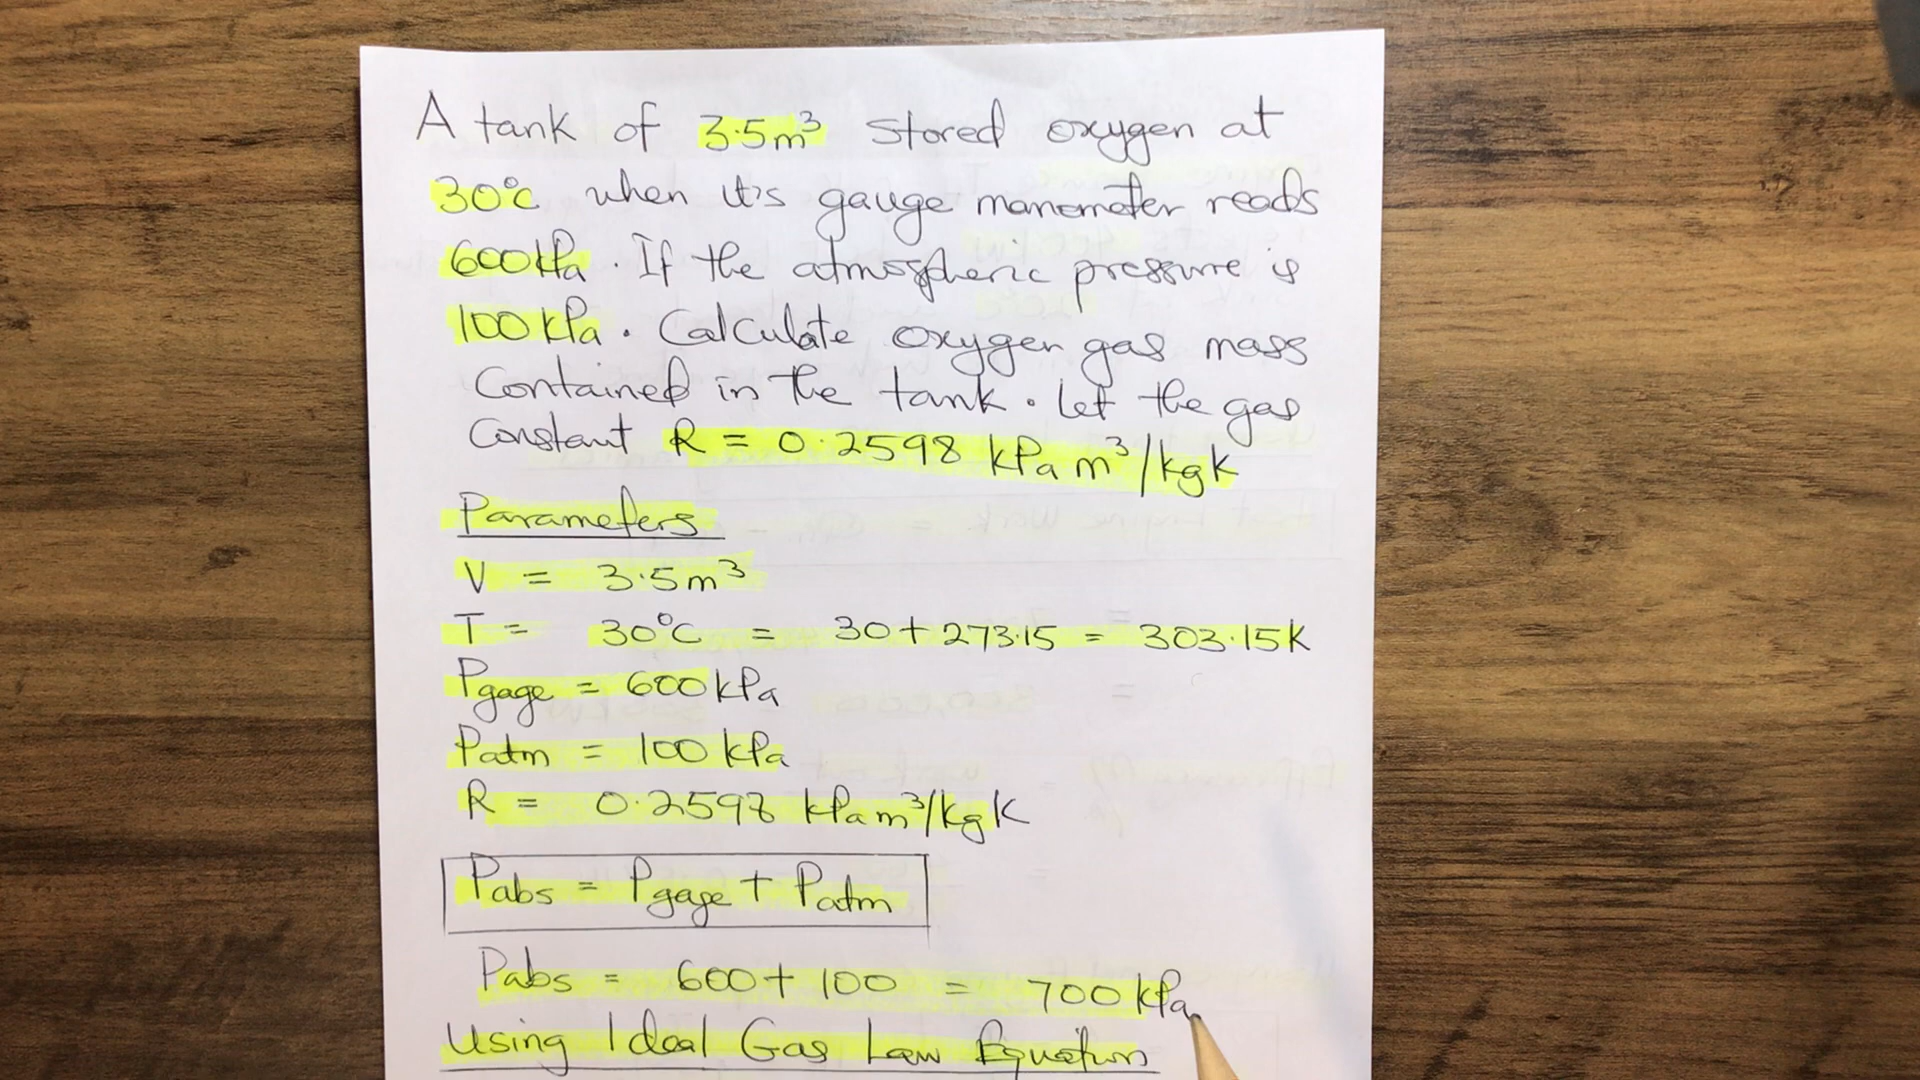 A tank of 3.5m³ stored oxygen at
30°c when it's gauge manometer reads
600kPa. If the atmospheric pressure is
100kPa. Calculate oxygen gas mass
Contained in the tank. Let the gas
Constant R = 0.2598 kPa m³/kgk
Parameters
V = 3.5m³
T = 30°C = 30+273.15 = 303.15K
Pgage = 600kPa
Patm = 100 kPa
R = 0.2598 kPam³/kgK
Pabs = Pgage + Patm
Pabs = 600+100 = 700kPa
Using Ideal Gas Law Equation